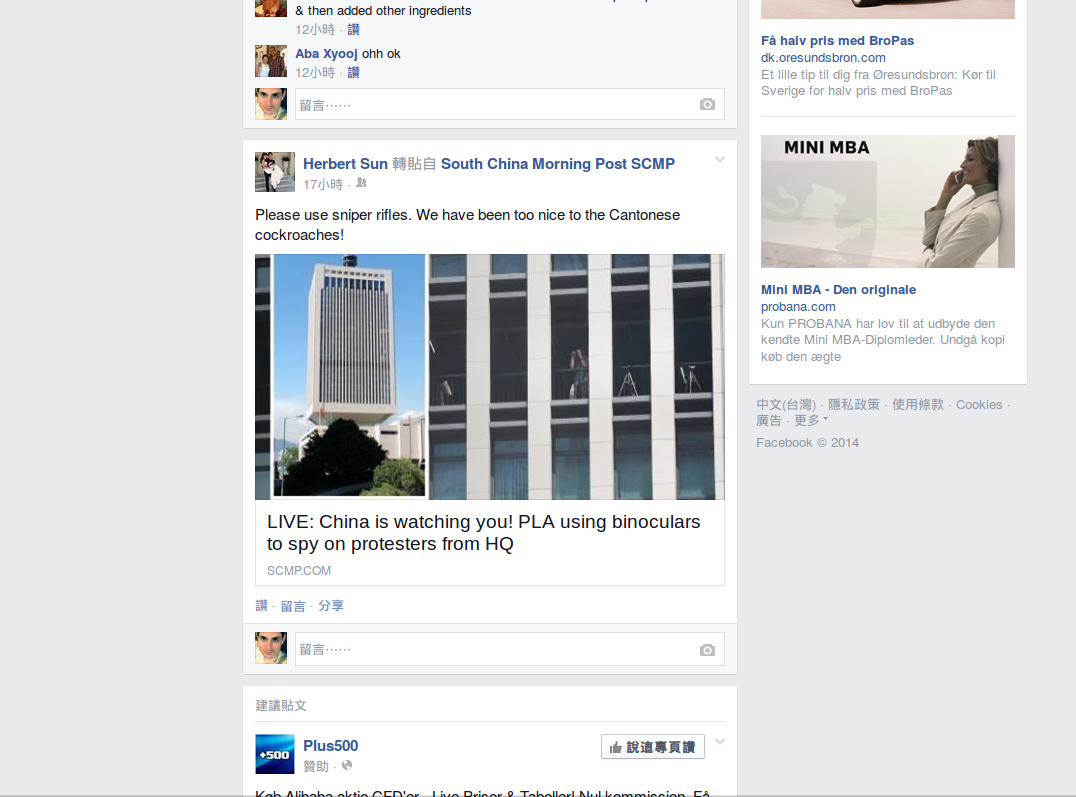 & then added other ingredients
12小時 · 讚
Aba Xyooj ohh ok
12小時 · 讚
留言⋯⋯
Herbert Sun 轉貼自 South China Morning Post SCMP
17小時 ·
Please use sniper rifles. We have been too nice to the Cantonese
cockroaches!
LIVE: China is watching you! PLA using binoculars
to spy on protesters from HQ
SCMP.COM
讚 · 留言 · 分享
留言⋯⋯
建議貼文
+500
Plus500
贊助 ·
說這專頁讚
Køb Alibaba aktie CFD'er - Live Priser & Tabeller! Nul kommission. Få
Få halv pris med BroPas
dk.oresundsbron.com
Et lille tip til dig fra Øresundsbron: Kør til
Sverige for halv pris med BroPas
MINI MBA
Mini MBA - Den originale
probana.com
Kun PROBANA har lov til at udbyde den
kendte Mini MBA-Diplomleder. Undgå kopi
køb den ægte
中文(台灣) · 隱私政策 · 使用條款 · Cookies ·
廣告 · 更多
Facebook © 2014